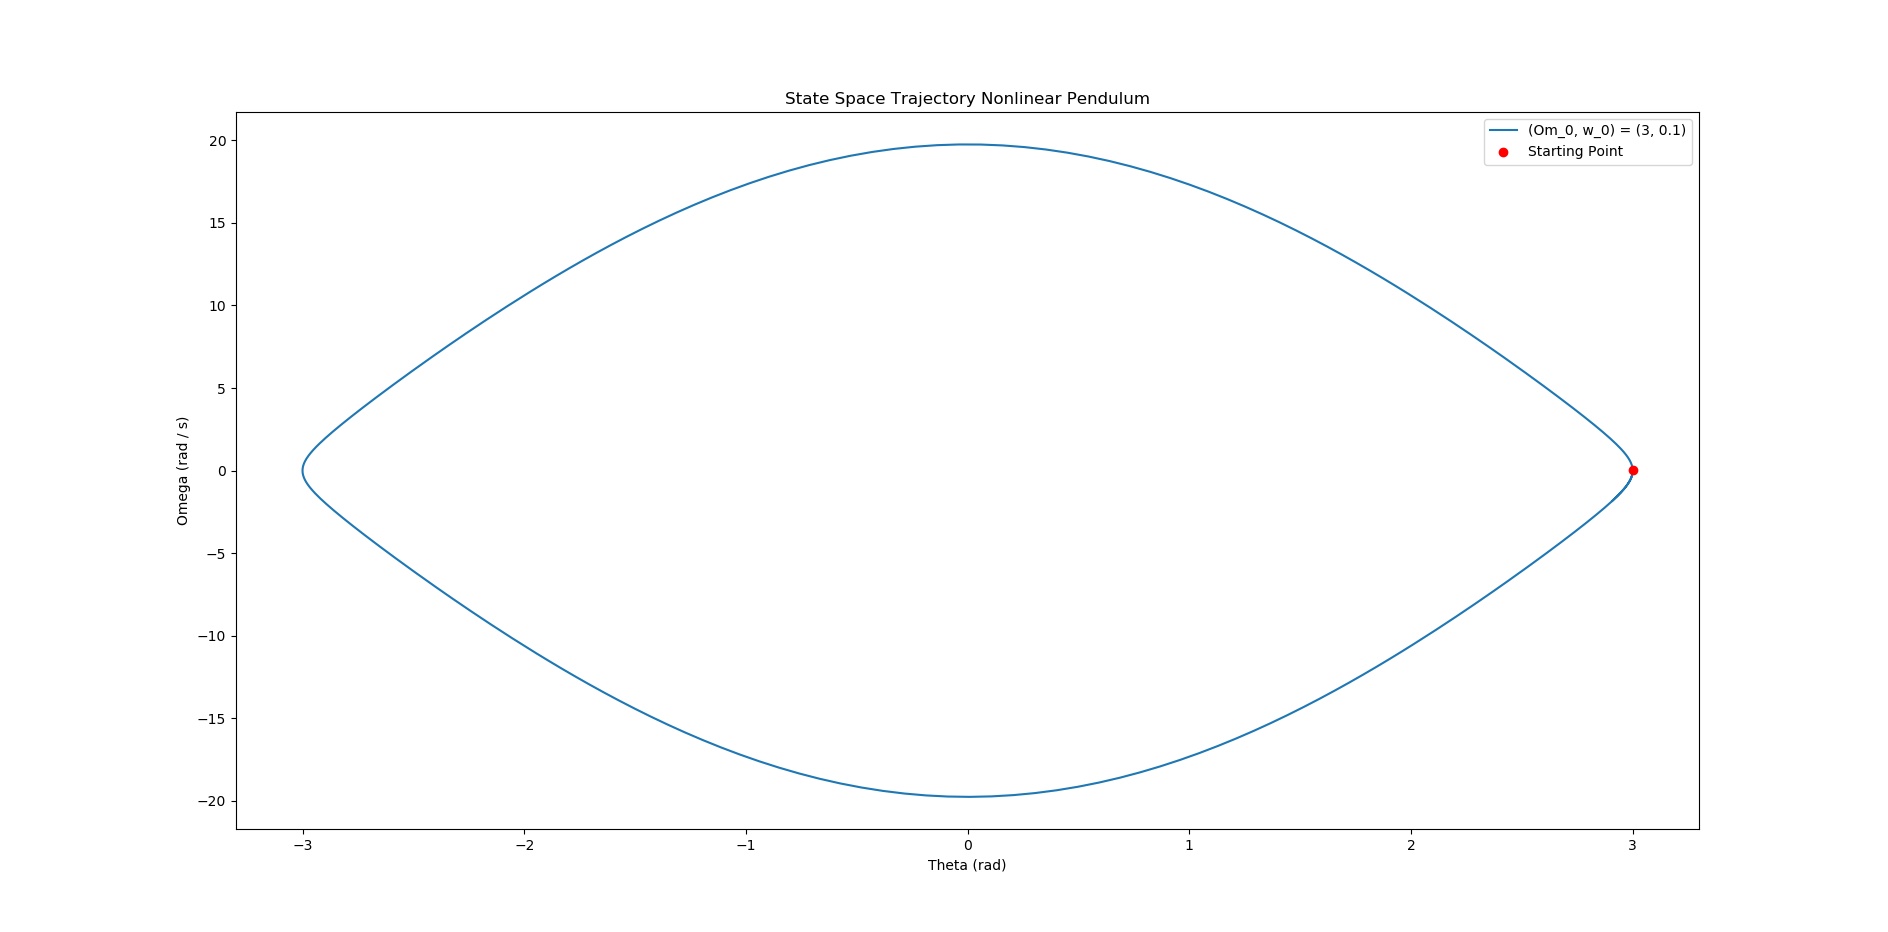 State Space Trajectory Nonlinear Pendulum
(Om_0, w_0) = (3, 0.1)
Starting Point
20
15
10
5
0
−5
−10
−15
−20
Omega (rad / s)
−3 −2 −1 0 1 2 3
Theta (rad)